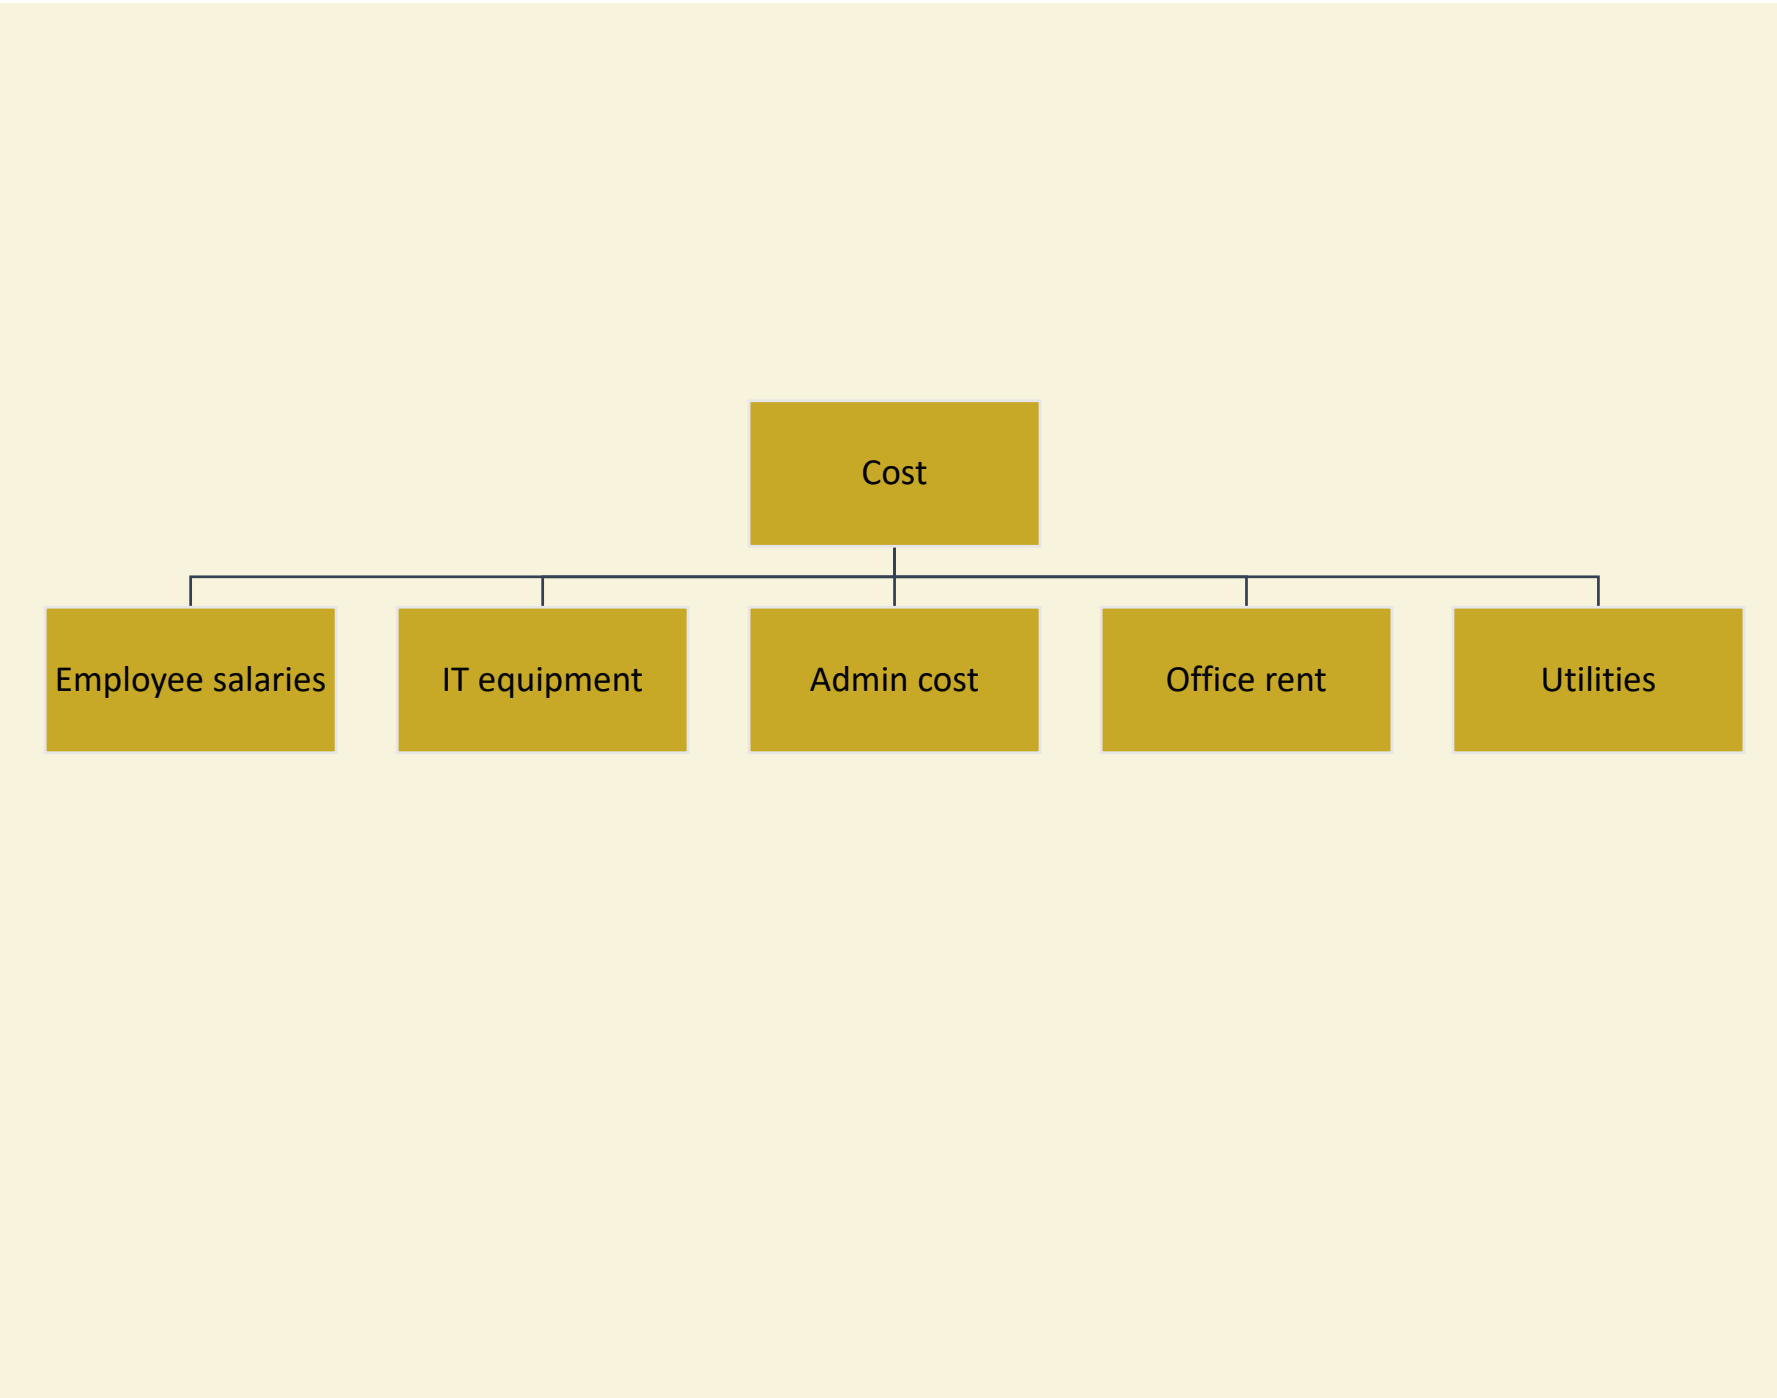 Cost
Employee salaries
IT equipment
Admin cost
Office rent
Utilities